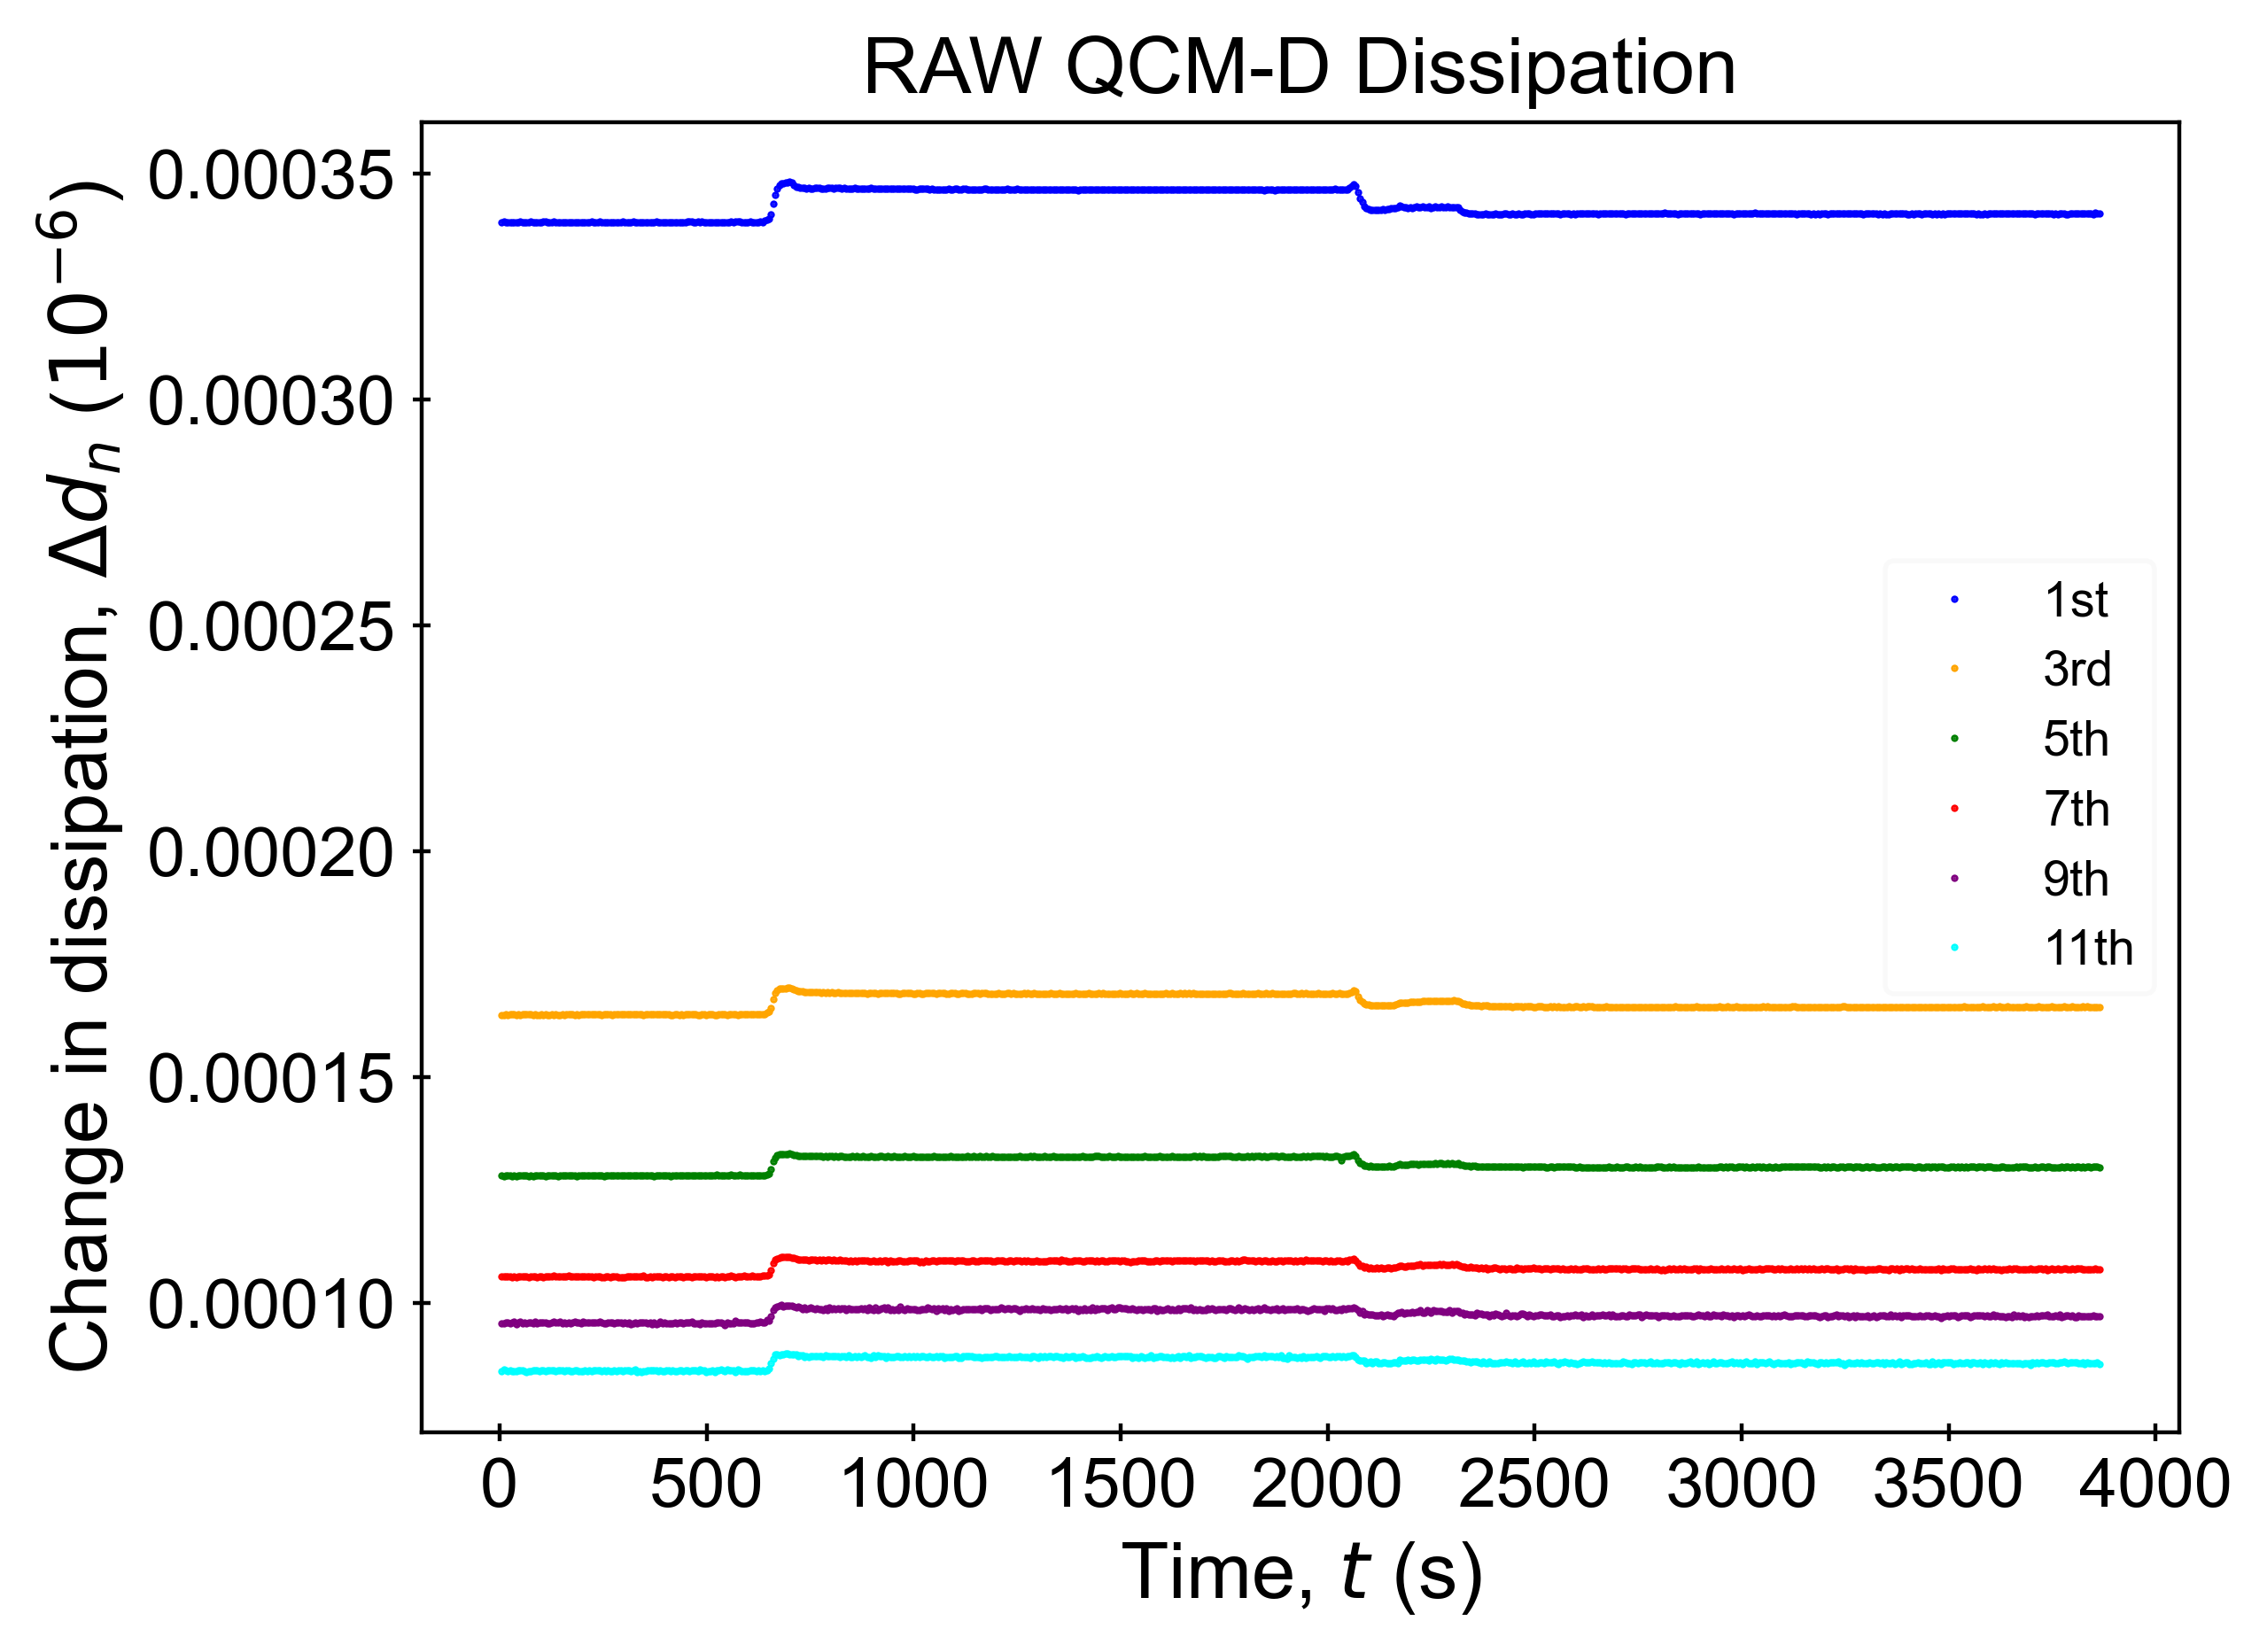 RAW QCM-D Dissipation
Change in dissipation, Δdₙ (10⁻⁶)
0.00035
0.00030
0.00025
0.00020
0.00015
0.00010
1st
3rd
5th
7th
9th
11th
0 500 1000 1500 2000 2500 3000 3500 4000
Time, t (s)